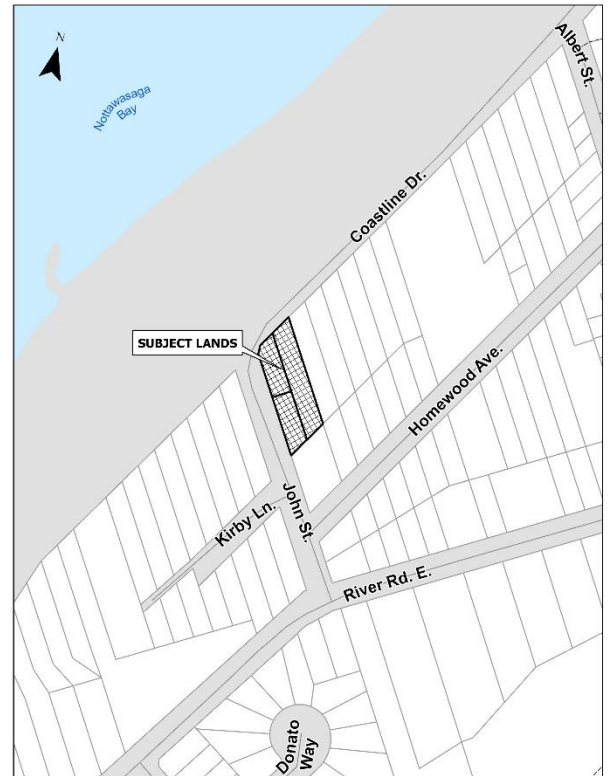 N
Nottawasaga
Bay
Albert St.
Coastline Dr.
SUBJECT LANDS
Homewood Ave.
John St.
Kirby Ln.
River Rd. E.
Donato
Way